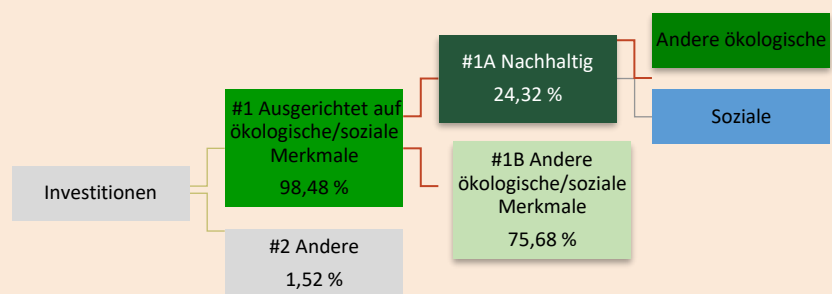 Investitionen
#1 Ausgerichtet auf
ökologische/soziale
Merkmale
98,48 %
#2 Andere
1,52 %
#1A Nachhaltig
24,32 %
#1B Andere
ökologische/soziale
Merkmale
75,68 %
Andere ökologische
Soziale